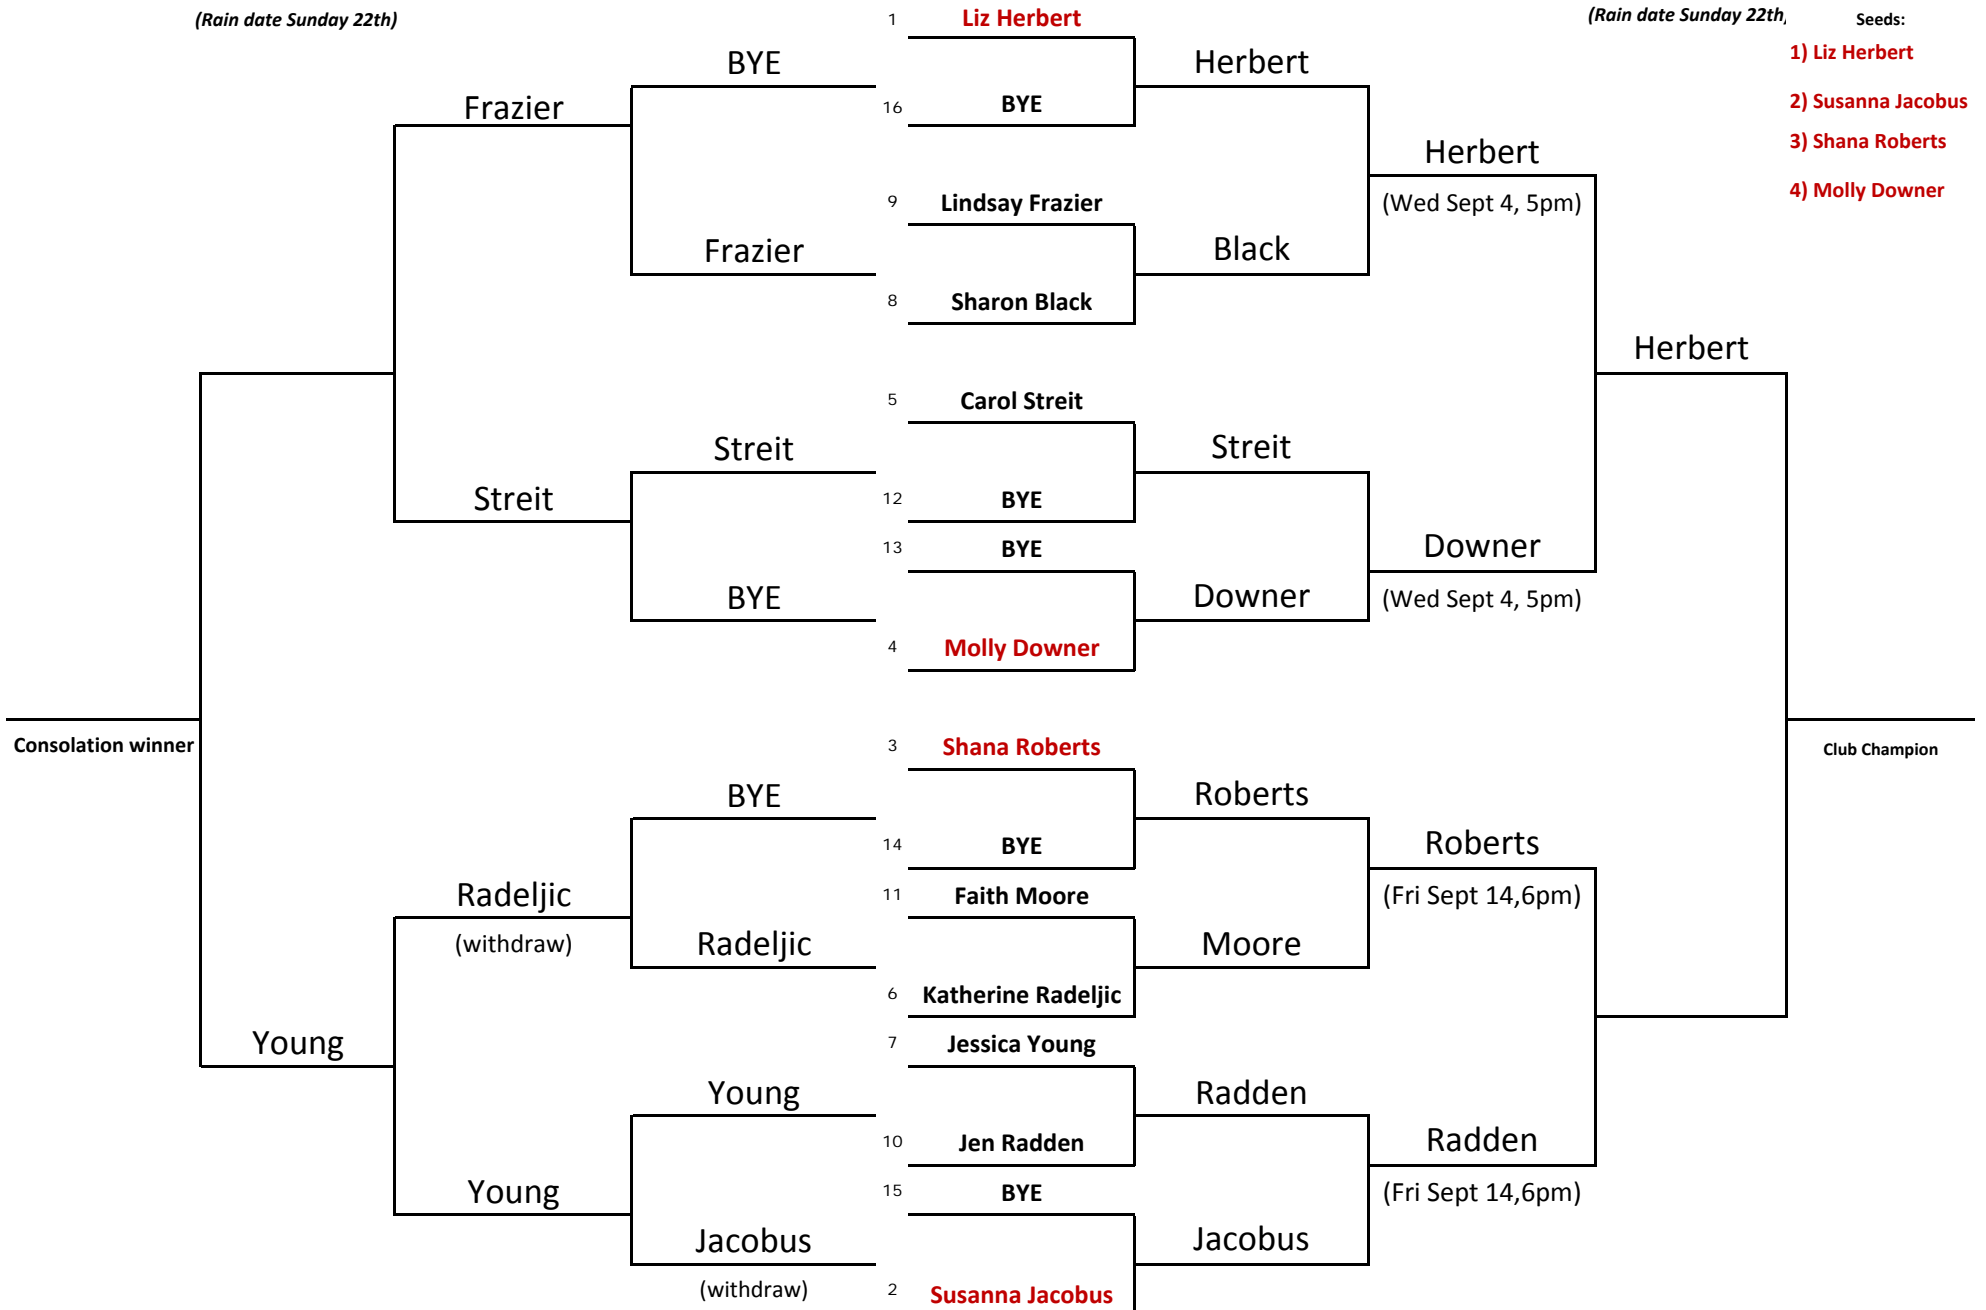 (Rain date Sunday 22th)
1 Liz Herbert
(Rain date Sunday 22th)
Seeds:
1) Liz Herbert
BYE
Herbert
Frazier
16 BYE
2) Susanna Jacobus
3) Shana Roberts
Herbert
4) Molly Downer
9 Lindsay Frazier
(Wed Sept 4, 5pm)
Frazier
Black
8 Sharon Black
Herbert
5 Carol Streit
Streit
Streit
Streit
12 BYE
13 BYE
Downer
BYE
Downer
(Wed Sept 4, 5pm)
4 Molly Downer
Consolation winner
3 Shana Roberts
Club Champion
BYE
Roberts
14 BYE
Roberts
Radeljic
11 Faith Moore
(Fri Sept 14,6pm)
(withdraw)
Radeljic
Moore
6 Katherine Radeljic
Young
7 Jessica Young
Young
Radden
10 Jen Radden
Radden
Young
15 BYE
(Fri Sept 14,6pm)
Jacobus
Jacobus
(withdraw)
2 Susanna Jacobus